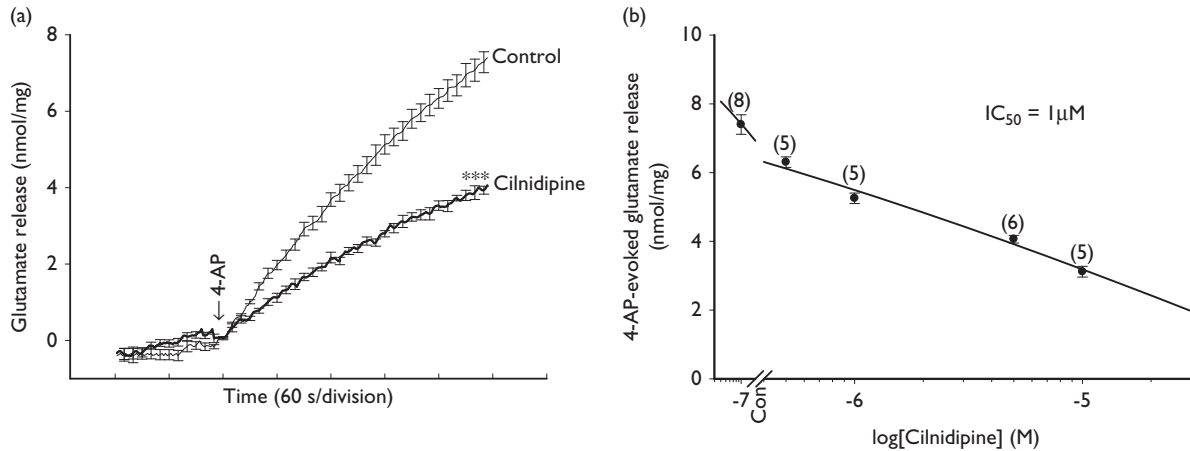 (a)
8
6
4
2
0
Glutamate release (nmol/mg)
Control
***
Cilnidipine
4-AP
Time (60 s/division)
(b)
10
8
6
4
2
0
4-AP-evoked glutamate release
(nmol/mg)
(8)
(5)
(5)
(6)
(5)
IC₅₀ = 1μM
-7
Con
-6
-5
log[Cilnidipine] (M)